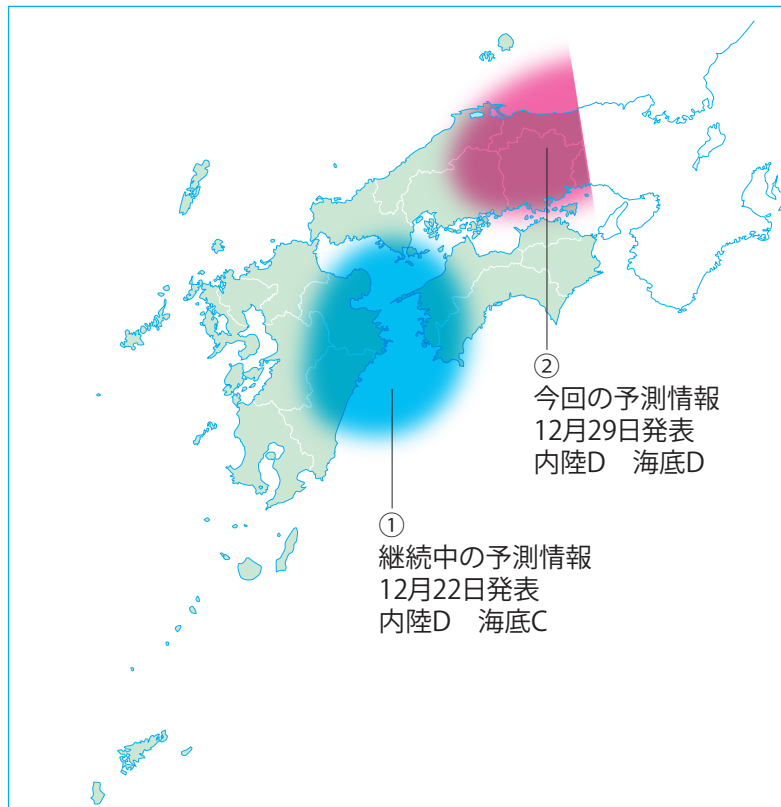 ②
今回の予測情報
12月29日発表
内陸D　海底D
①
継続中の予測情報
12月22日発表
内陸D　海底C